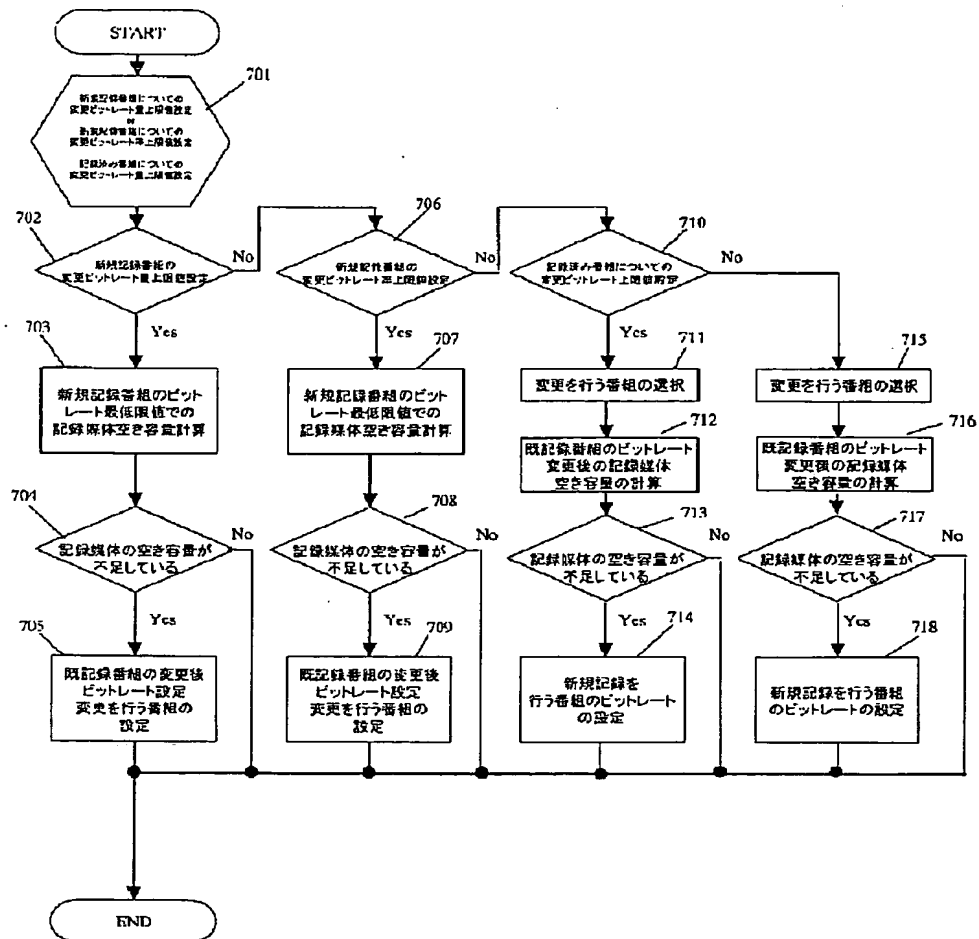 START
701
新規記録番組についての
変更ビットレート量上限値設定
or
新規記録番組についての
変更ビットレート率上限値設定
記録済み番組についての
変更ビットレート量上限値設定
702
新規記録番組の
変更ビットレート量上限値設定
No
Yes
706
新規記録番組の
変更ビットレート率上限値設定
No
Yes
710
記録済み番組についての
変更ビットレート上限値設定
No
Yes
703
新規記録番組のビット
レート最低限値での
記録媒体空き容量計算
707
新規記録番組のビット
レート最低限値での
記録媒体空き容量計算
711
変更を行う番組の選択
715
変更を行う番組の選択
712
既記録番組のビットレート
変更後の記録媒体
空き容量の計算
716
既記録番組のビットレート
変更後の記録媒体
空き容量の計算
704
記録媒体の空き容量が
不足している
No
Yes
708
記録媒体の空き容量が
不足している
No
Yes
713
記録媒体の空き容量が
不足している
No
Yes
717
記録媒体の空き容量が
不足している
No
Yes
705
既記録番組の変更後
ビットレート設定
変更を行う番組の
設定
709
既記録番組の変更後
ビットレート設定
変更を行う番組の
設定
714
新規記録を
行う番組のビットレート
の設定
718
新規記録を行う番組
のビットレートの設定
END